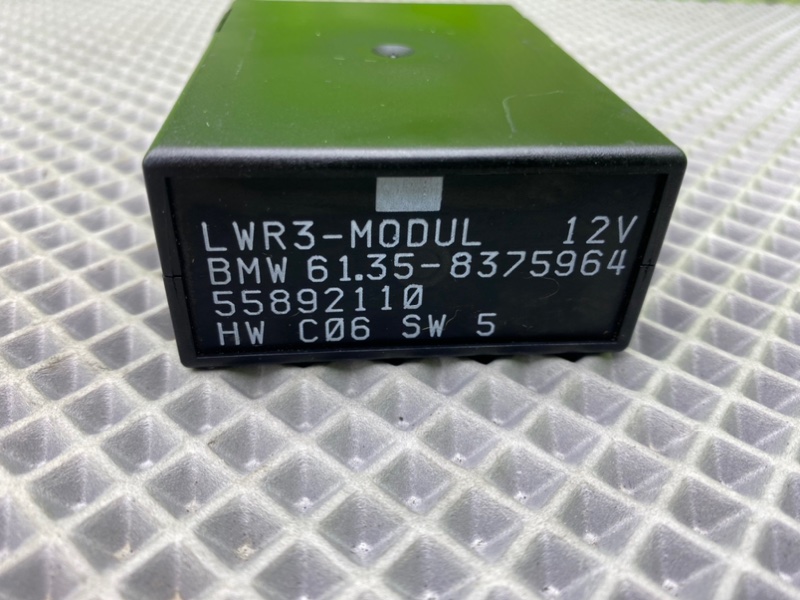 LWR3-MODUL 12V
BMW 61.35-8375964
55892110
HW C06 SW 5